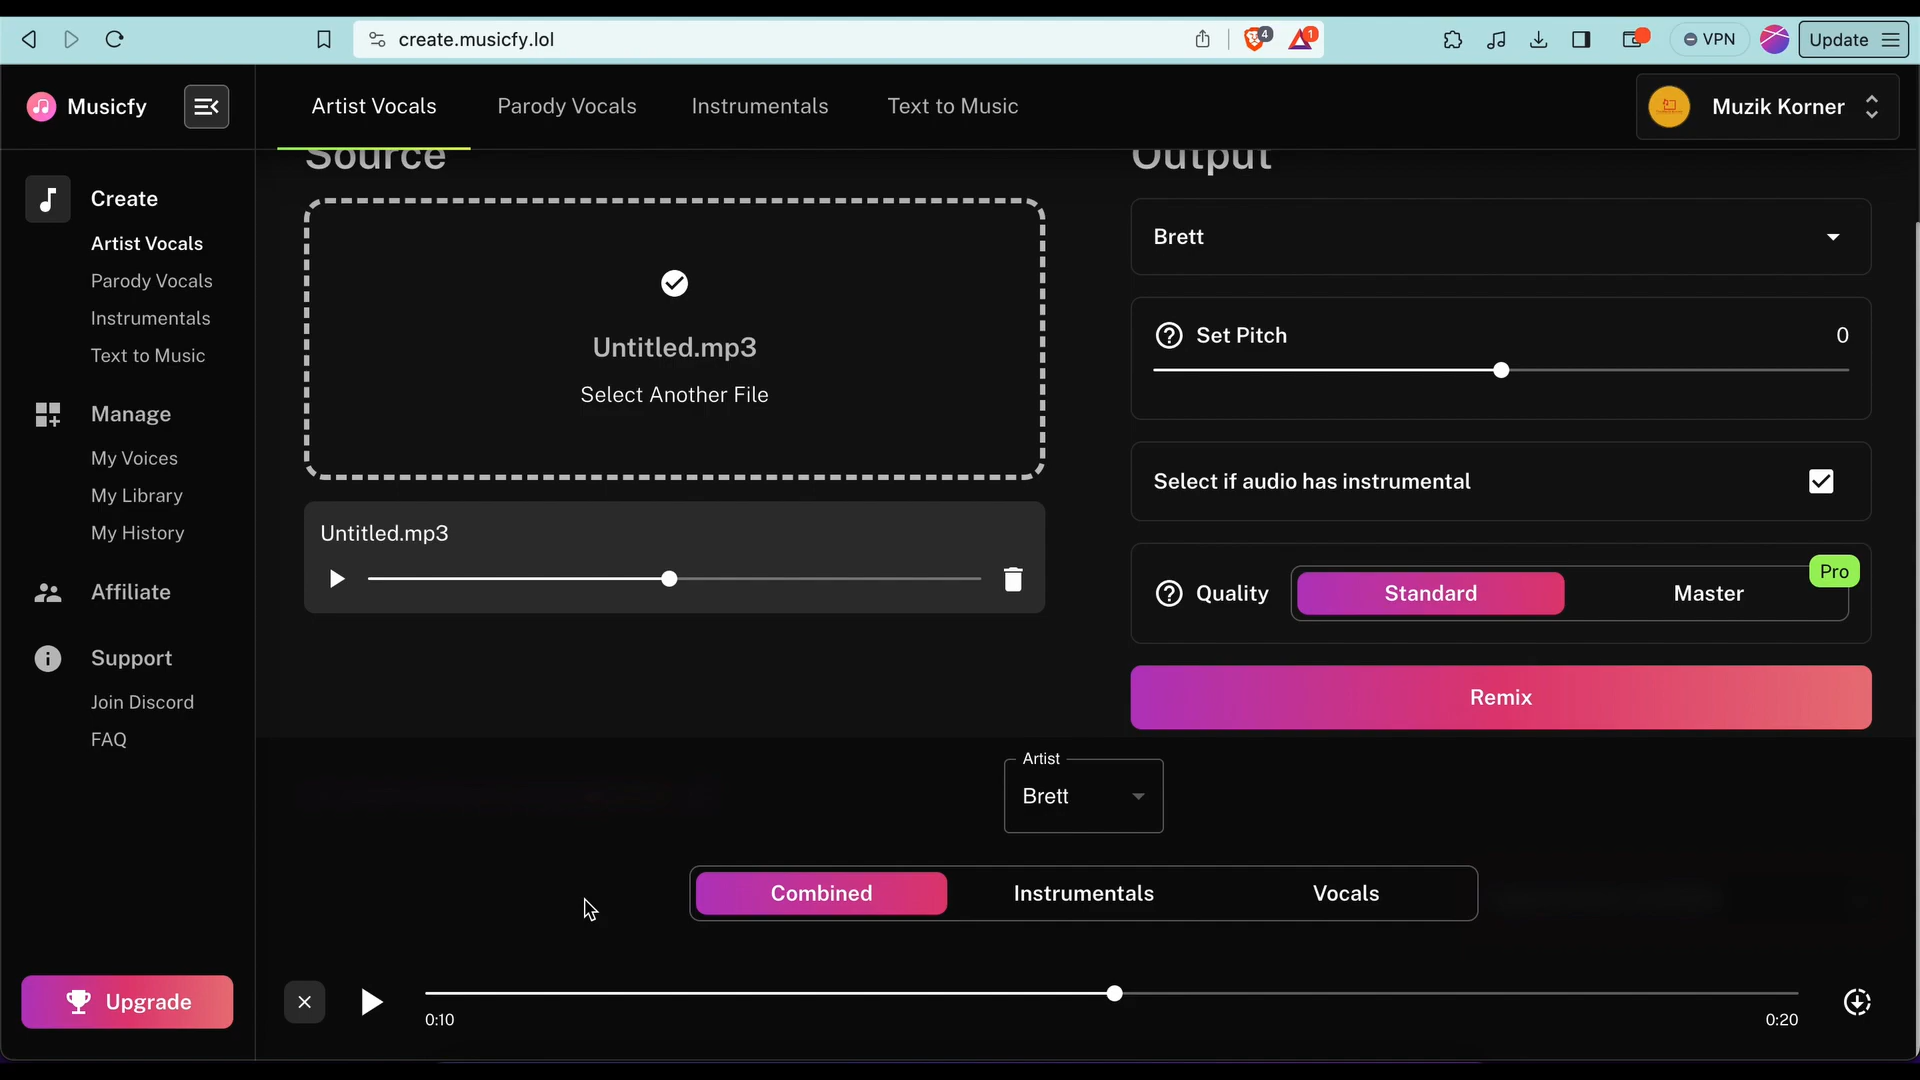 create.musicfy.lol
4
1
VPN
Update
Musicfy
Artist Vocals
Parody Vocals
Instrumentals
Text to Music
Muzik Korner
Create
Artist Vocals
Parody Vocals
Instrumentals
Text to Music
Manage
My Voices
My Library
My History
Affiliate
Support
Join Discord
FAQ
Upgrade
Source
Untitled.mp3
Select Another File
Untitled.mp3
Output
Brett
Set Pitch
0
Select if audio has instrumental
Quality
Standard
Master
Pro
Remix
Artist
Brett
Combined
Instrumentals
Vocals
0:10
0:20